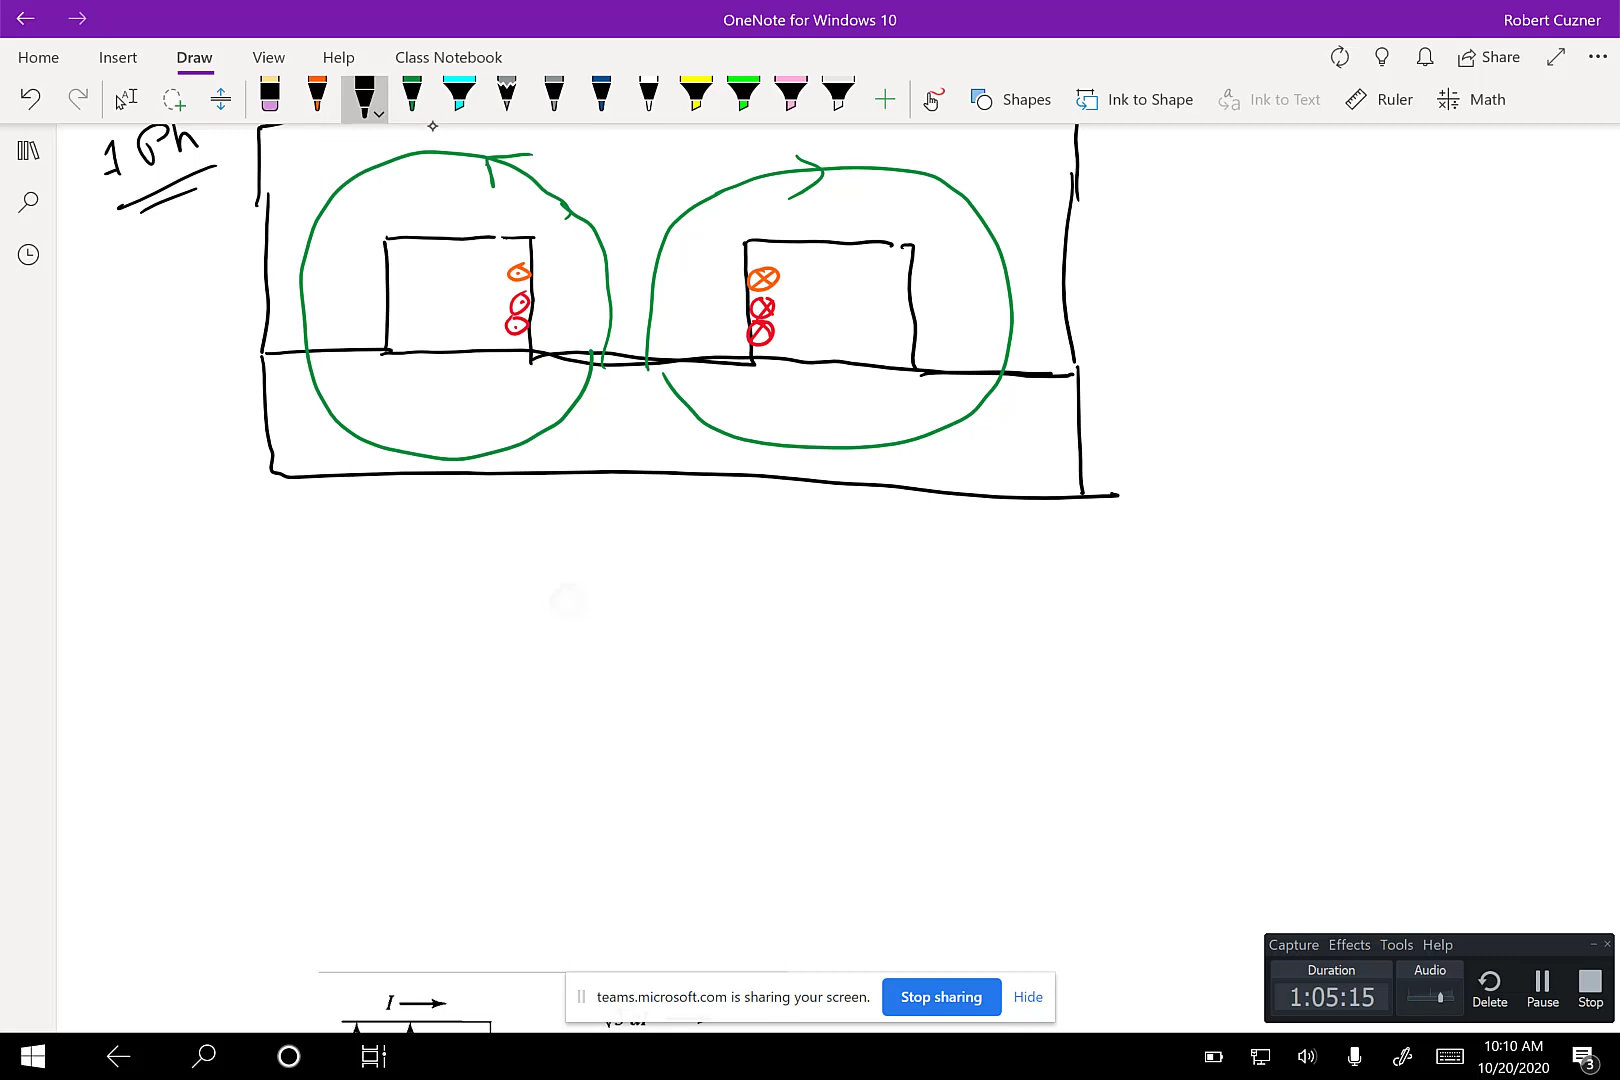 OneNote for Windows 10
Robert Cuzner
Home Insert Draw View Help Class Notebook
Share
Shapes Ink to Shape Ink to Text Ruler Math
1 Ph
I
teams.microsoft.com is sharing your screen. Stop sharing Hide
Capture Effects Tools Help
Duration Audio
1:05:15
Delete Pause Stop
10:10 AM
10/20/2020
3